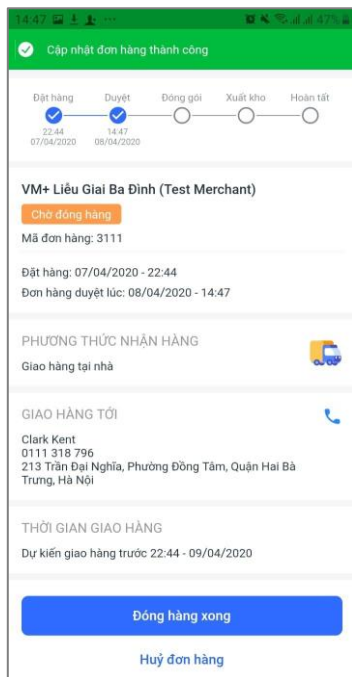 14:47 ... 47%
Cập nhật đơn hàng thành công
Đặt hàng Duyệt Đóng gói Xuất kho Hoàn tất
22:44 14:47
07/04/2020 08/04/2020
VM+ Liễu Giai Ba Đình (Test Merchant)
Chờ đóng hàng
Mã đơn hàng: 3111
Đặt hàng: 07/04/2020 - 22:44
Đơn hàng duyệt lúc: 08/04/2020 - 14:47
PHƯƠNG THỨC NHẬN HÀNG
Giao hàng tại nhà
GIAO HÀNG TỚI
Clark Kent
0111 318 796
213 Trần Đại Nghĩa, Phường Đồng Tâm, Quận Hai Bà
Trưng, Hà Nội
THỜI GIAN GIAO HÀNG
Dự kiến giao hàng trước 22:44 - 09/04/2020
Đóng hàng xong
Huỷ đơn hàng